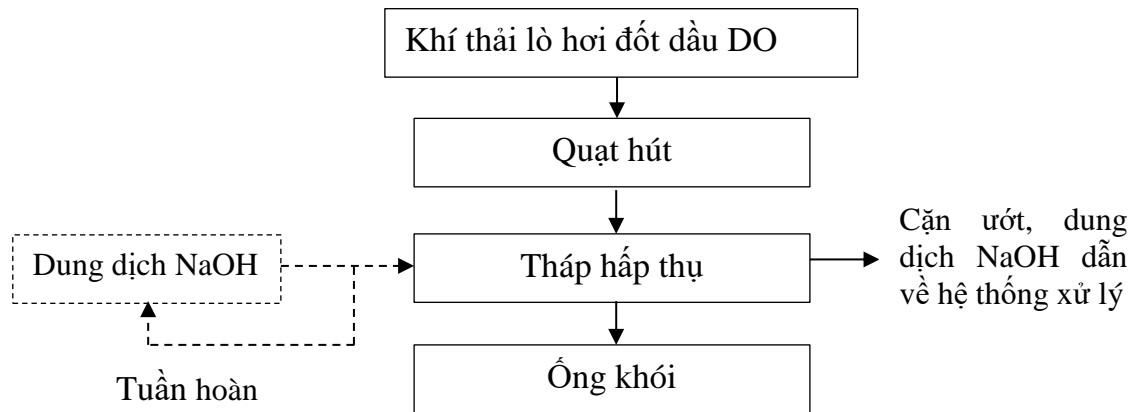 Khí thải lò hơi đốt dầu DO
Quạt hút
Dung dịch NaOH
Tháp hấp thụ
Cặn ướt, dung
dịch NaOH dẫn
về hệ thống xử lý
Tuần hoàn
Ống khói